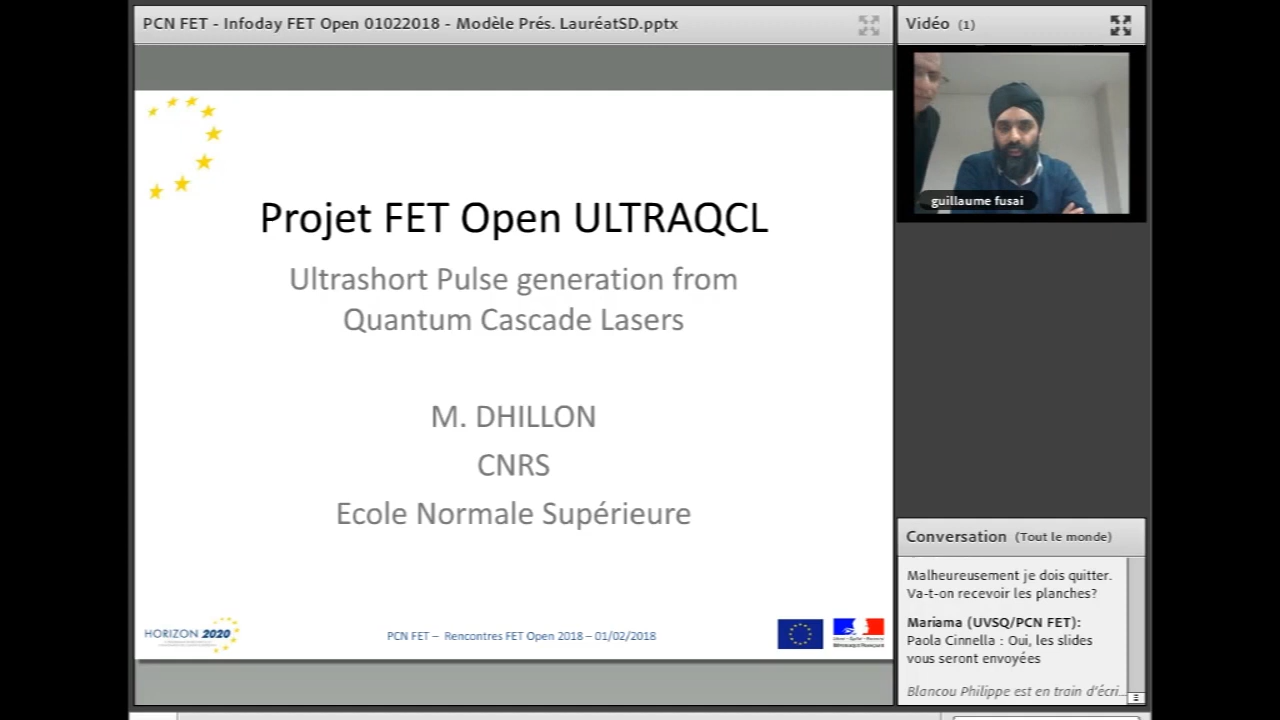 PCN FET - Infoday FET Open 01022018 - Modèle Prés. LauréatSD.pptx
Projet FET Open ULTRAQCL
Ultrashort Pulse generation from
Quantum Cascade Lasers
M. DHILLON
CNRS
Ecole Normale Supérieure
HORIZON 2020
PCN FET – Rencontres FET Open 2018 – 01/02/2018
Vidéo (1)
guillaume fusai
Conversation (Tout le monde)
Malheureusement je dois quitter.
Va-t-on recevoir les planches?
Mariama (UVSQ/PCN FET):
Paola Cinnella : Oui, les slides
vous seront envoyées
Blancou Philippe est en train d'écri...